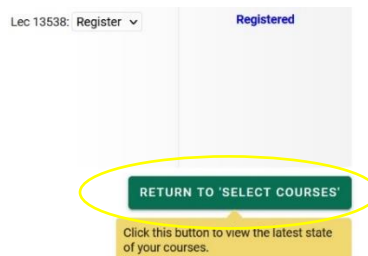 Lec 13538: Register Registered
RETURN TO 'SELECT COURSES'
Click this button to view the latest state
of your courses.